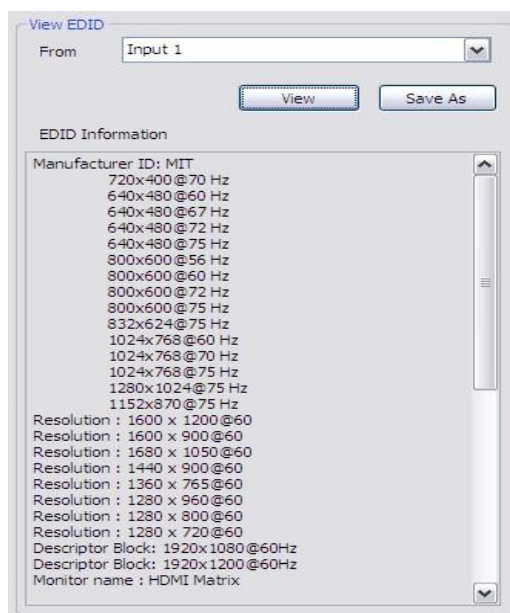 View EDID
From Input 1
View Save As
EDID Information
Manufacturer ID: MIT
720x400@70 Hz
640x480@60 Hz
640x480@67 Hz
640x480@72 Hz
640x480@75 Hz
800x600@56 Hz
800x600@60 Hz
800x600@72 Hz
800x600@75 Hz
832x624@75 Hz
1024x768@60 Hz
1024x768@70 Hz
1024x768@75 Hz
1280x1024@75 Hz
1152x870@75 Hz
Resolution : 1600 x 1200@60
Resolution : 1600 x 900@60
Resolution : 1680 x 1050@60
Resolution : 1440 x 900@60
Resolution : 1360 x 765@60
Resolution : 1280 x 960@60
Resolution : 1280 x 800@60
Resolution : 1280 x 720@60
Descriptor Block: 1920x1080@60Hz
Descriptor Block: 1920x1200@60Hz
Monitor name : HDMI Matrix